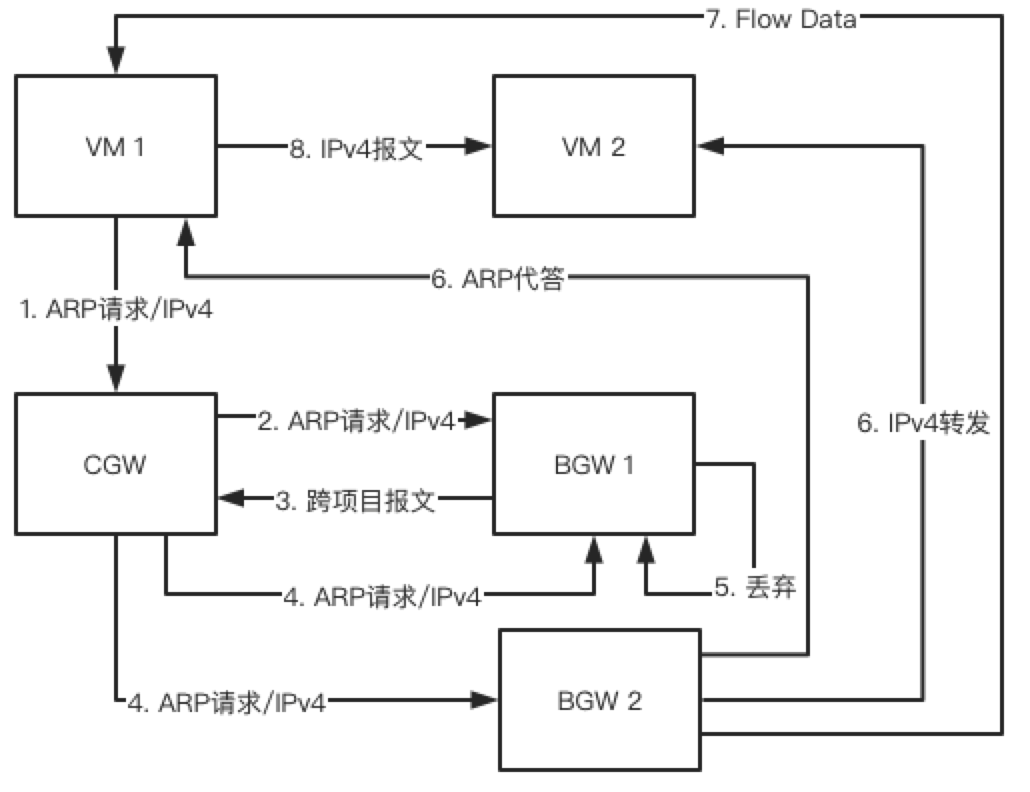 7. Flow Data
VM 1
8. IPv4报文
VM 2
6. ARP代答
1. ARP请求/IPv4
2. ARP请求/IPv4
6. IPv4转发
CGW
BGW 1
3. 跨项目报文
4. ARP请求/IPv4
5. 丢弃
4. ARP请求/IPv4
BGW 2